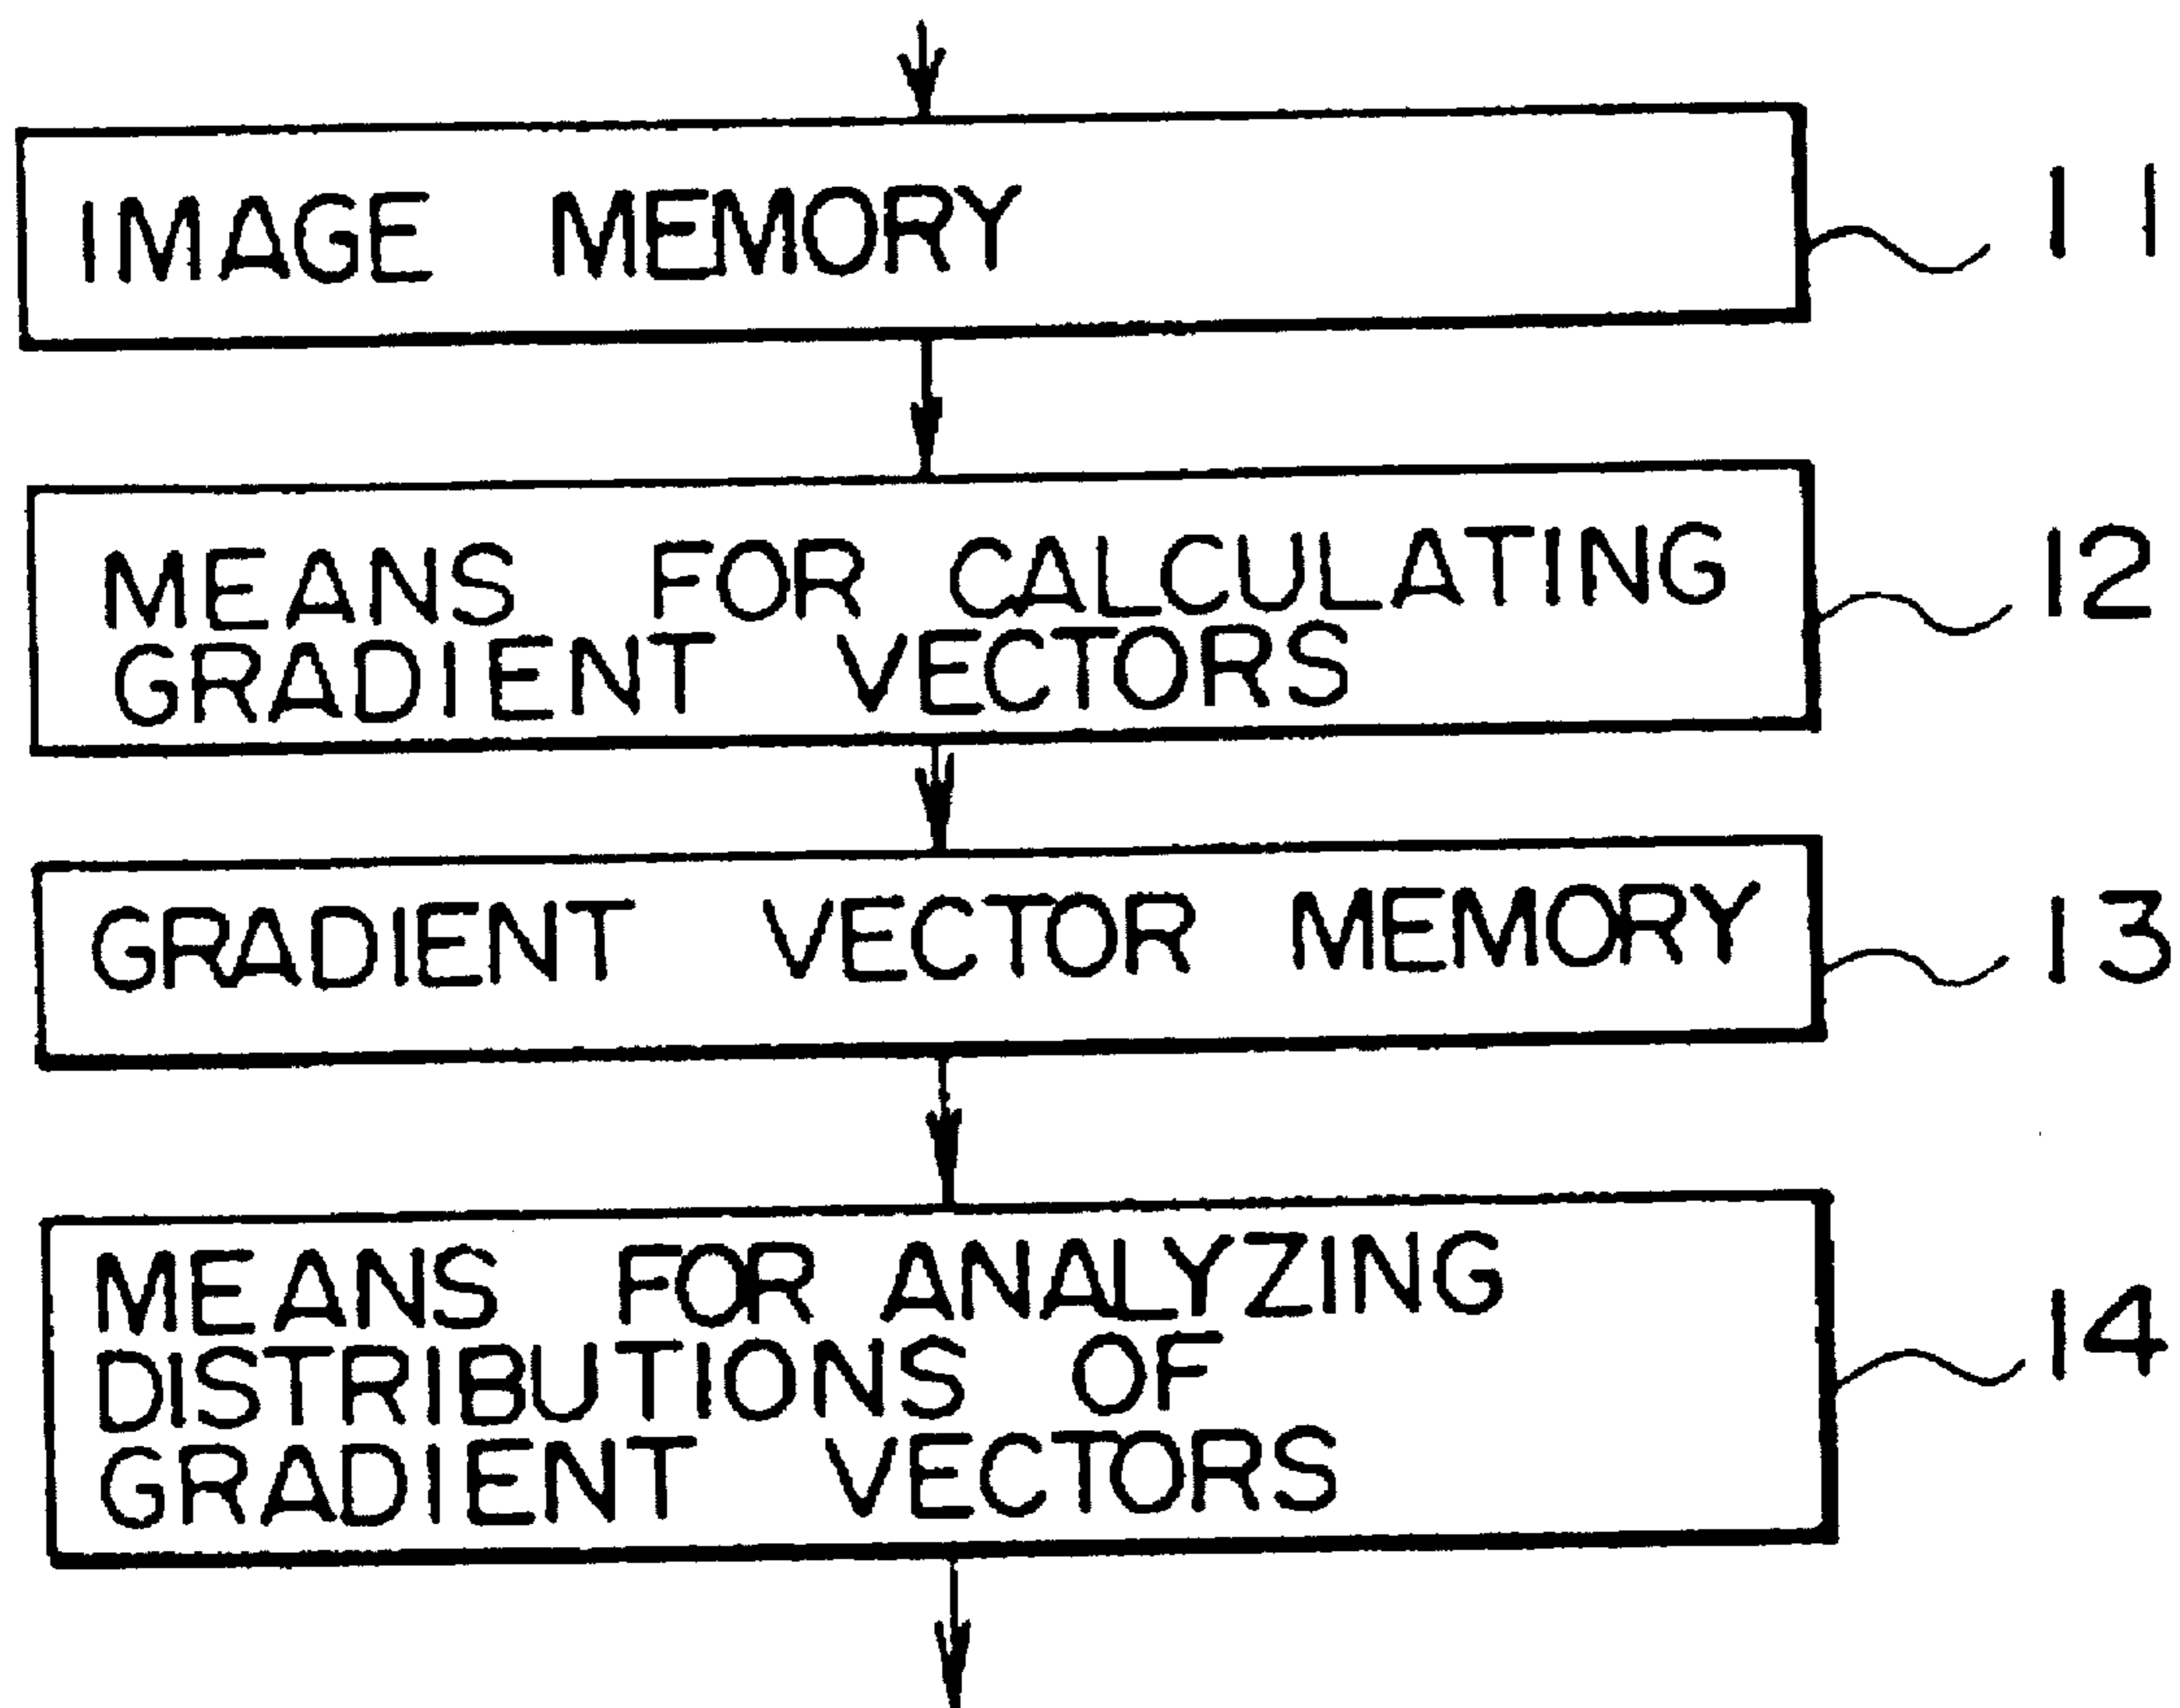 IMAGE MEMORY
11
MEANS FOR CALCULATING
GRADIENT VECTORS
12
GRADIENT VECTOR MEMORY
13
MEANS FOR ANALYZING
DISTRIBUTIONS OF
GRADIENT VECTORS
14